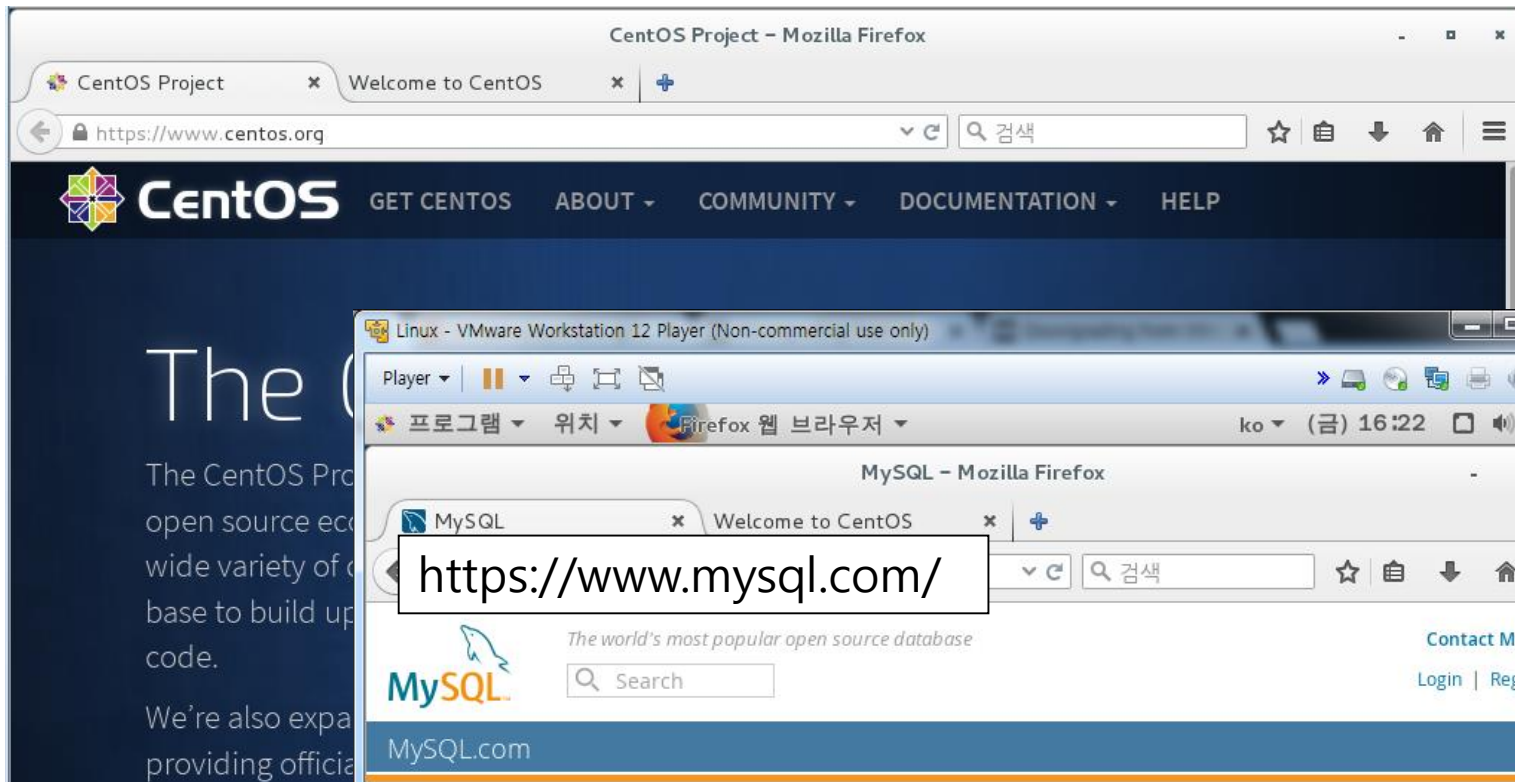 CentOS Project - Mozilla Firefox
CentOS Project
Welcome to CentOS
https://www.centos.org
검색
CentOS
GET CENTOS
ABOUT
COMMUNITY
DOCUMENTATION
HELP
The
The CentOS Pro
open source eco
wide variety of
base to build up
code.
We're also expa
providing officia
Linux - VMware Workstation 12 Player (Non-commercial use only)
Player
프로그램
위치
Firefox 웹 브라우저
ko
(금) 16:22
MySQL - Mozilla Firefox
MySQL
Welcome to CentOS
https://www.mysql.com/
검색
MySQL
The world's most popular open source database
Search
Contact M
Login | Reg
MySQL.com